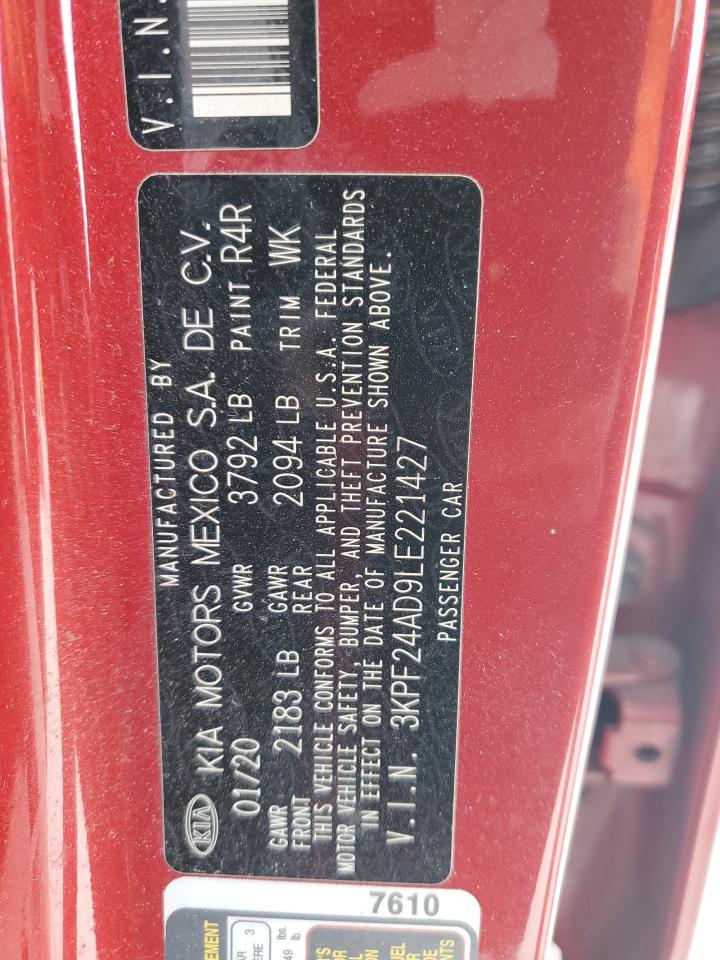 V.I.N.
MANUFACTURED BY
KIA KIA MOTORS MEXICO S.A. DE C.V.
01/20 GVWR 3792 LB PAINT R4R
GAWR FRONT 2183 LB GAWR REAR 2094 LB TRIM WK
THIS VEHICLE CONFORMS TO ALL APPLICABLE U.S.A. FEDERAL
MOTOR VEHICLE SAFETY, BUMPER, AND THEFT PREVENTION STANDARDS
IN EFFECT ON THE DATE OF MANUFACTURE SHOWN ABOVE.
V.I.N. 3KPF24AD9LE221427
PASSENGER CAR
7610